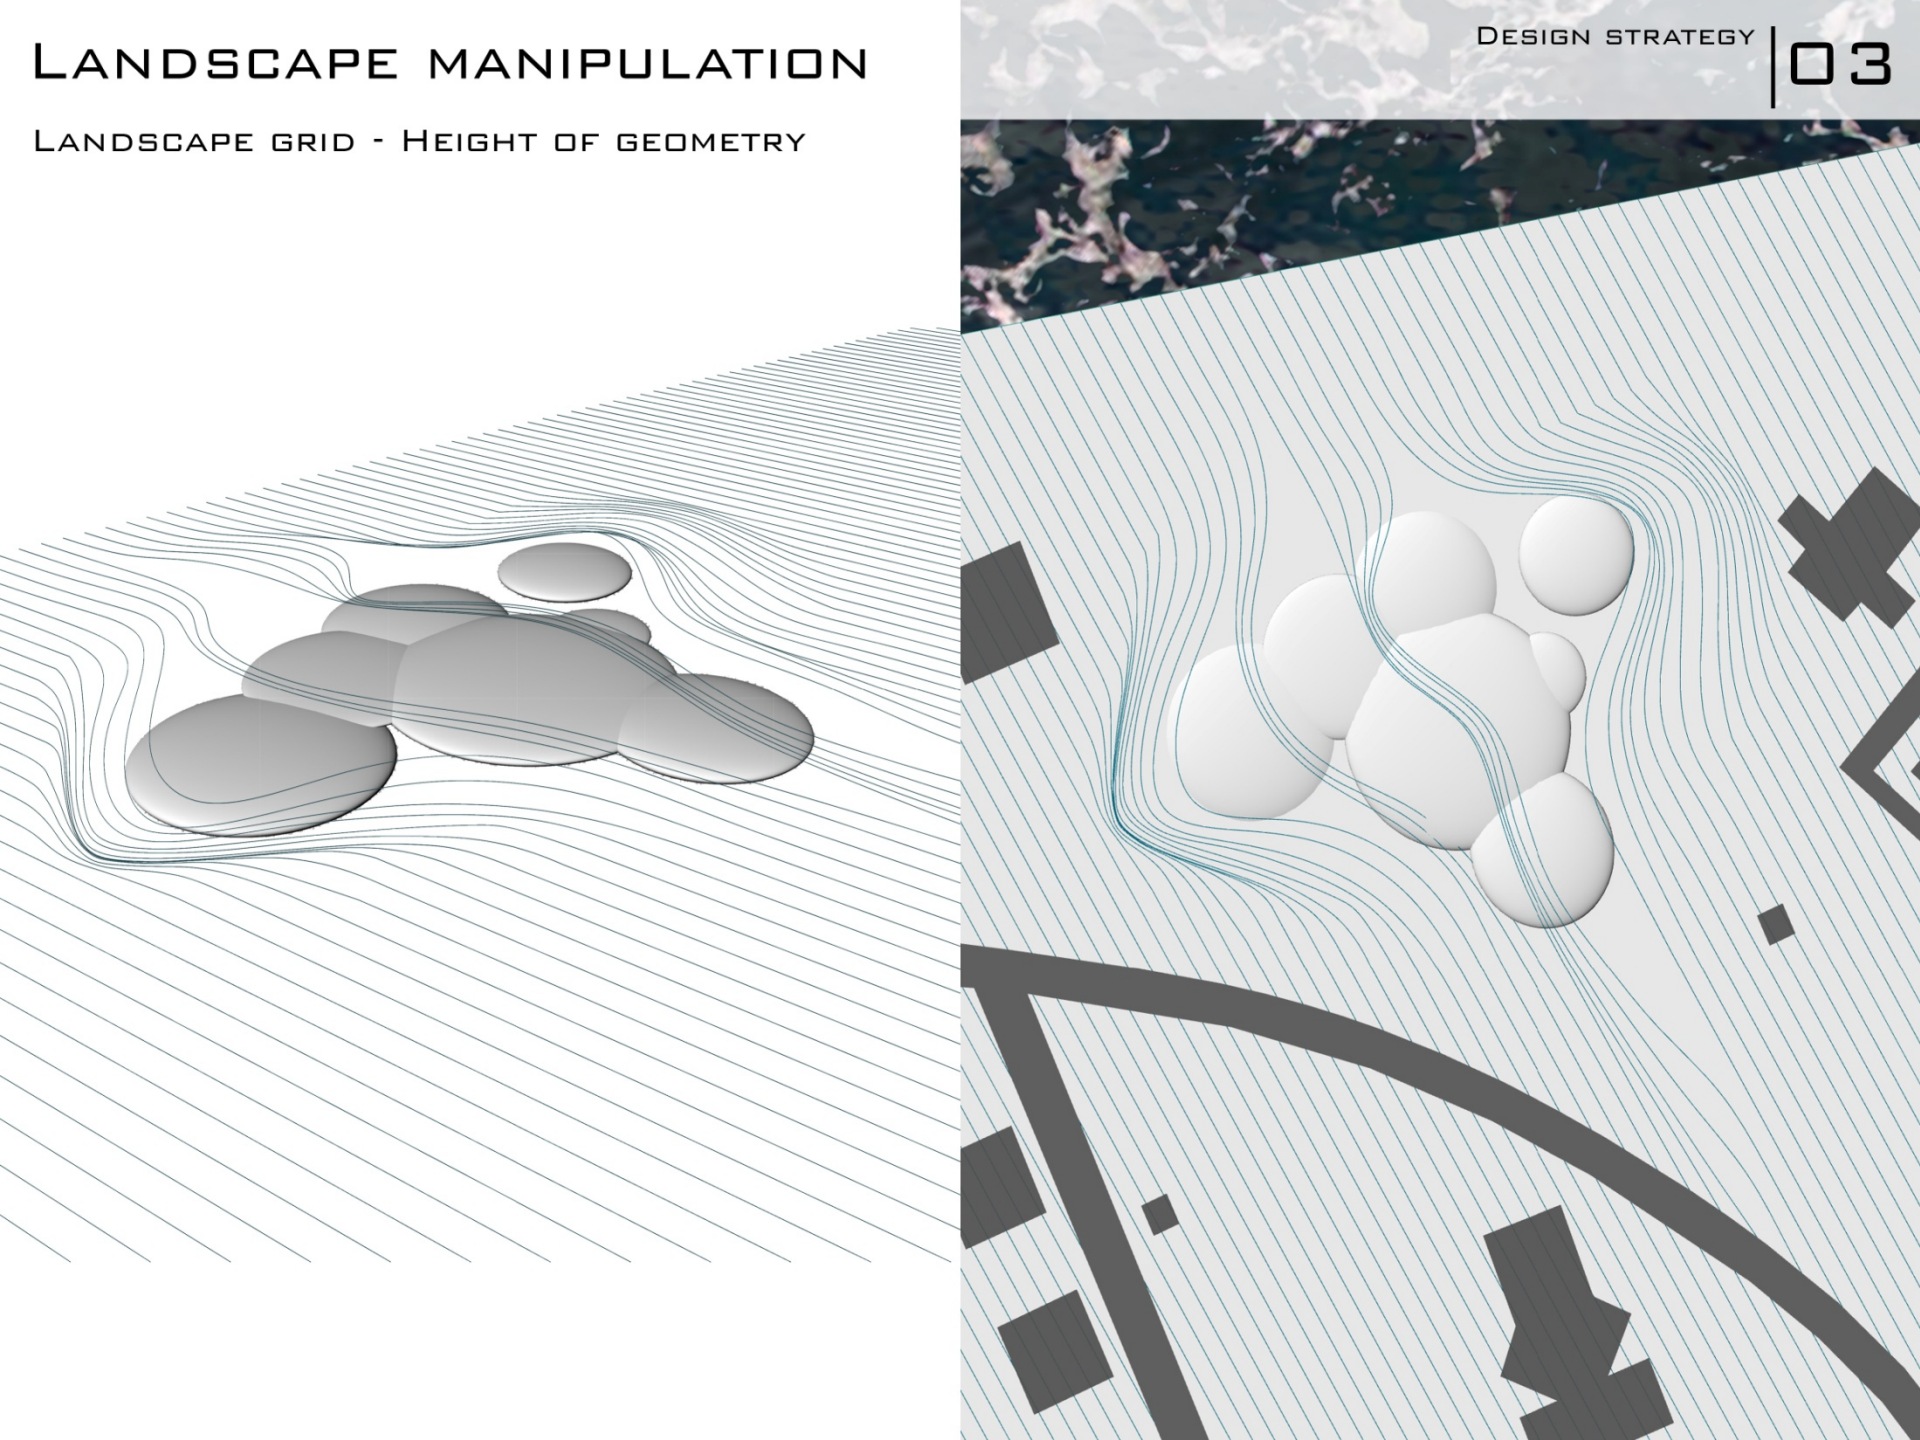 Landscape manipulation
Landscape grid - Height of geometry
Design strategy
03